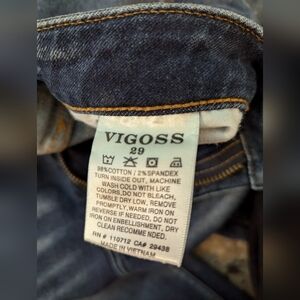 VIGOSS
29
98%COTTON / 2%SPANDEX
TURN INSIDE OUT, MACHINE
WASH COLD WITH LIKE
COLORS,DO NOT BLEACH,
TUMBLE DRY LOW, REMOVE
PROMPTLY,WARM IRON ON
REVERSE IF NEEDED, DO NOT
IRON ON EMBELLISHMENT, DRY
CLEAN RECOMMENDED.
RN # 110712 CA# 29438
MADE IN VIETNAM